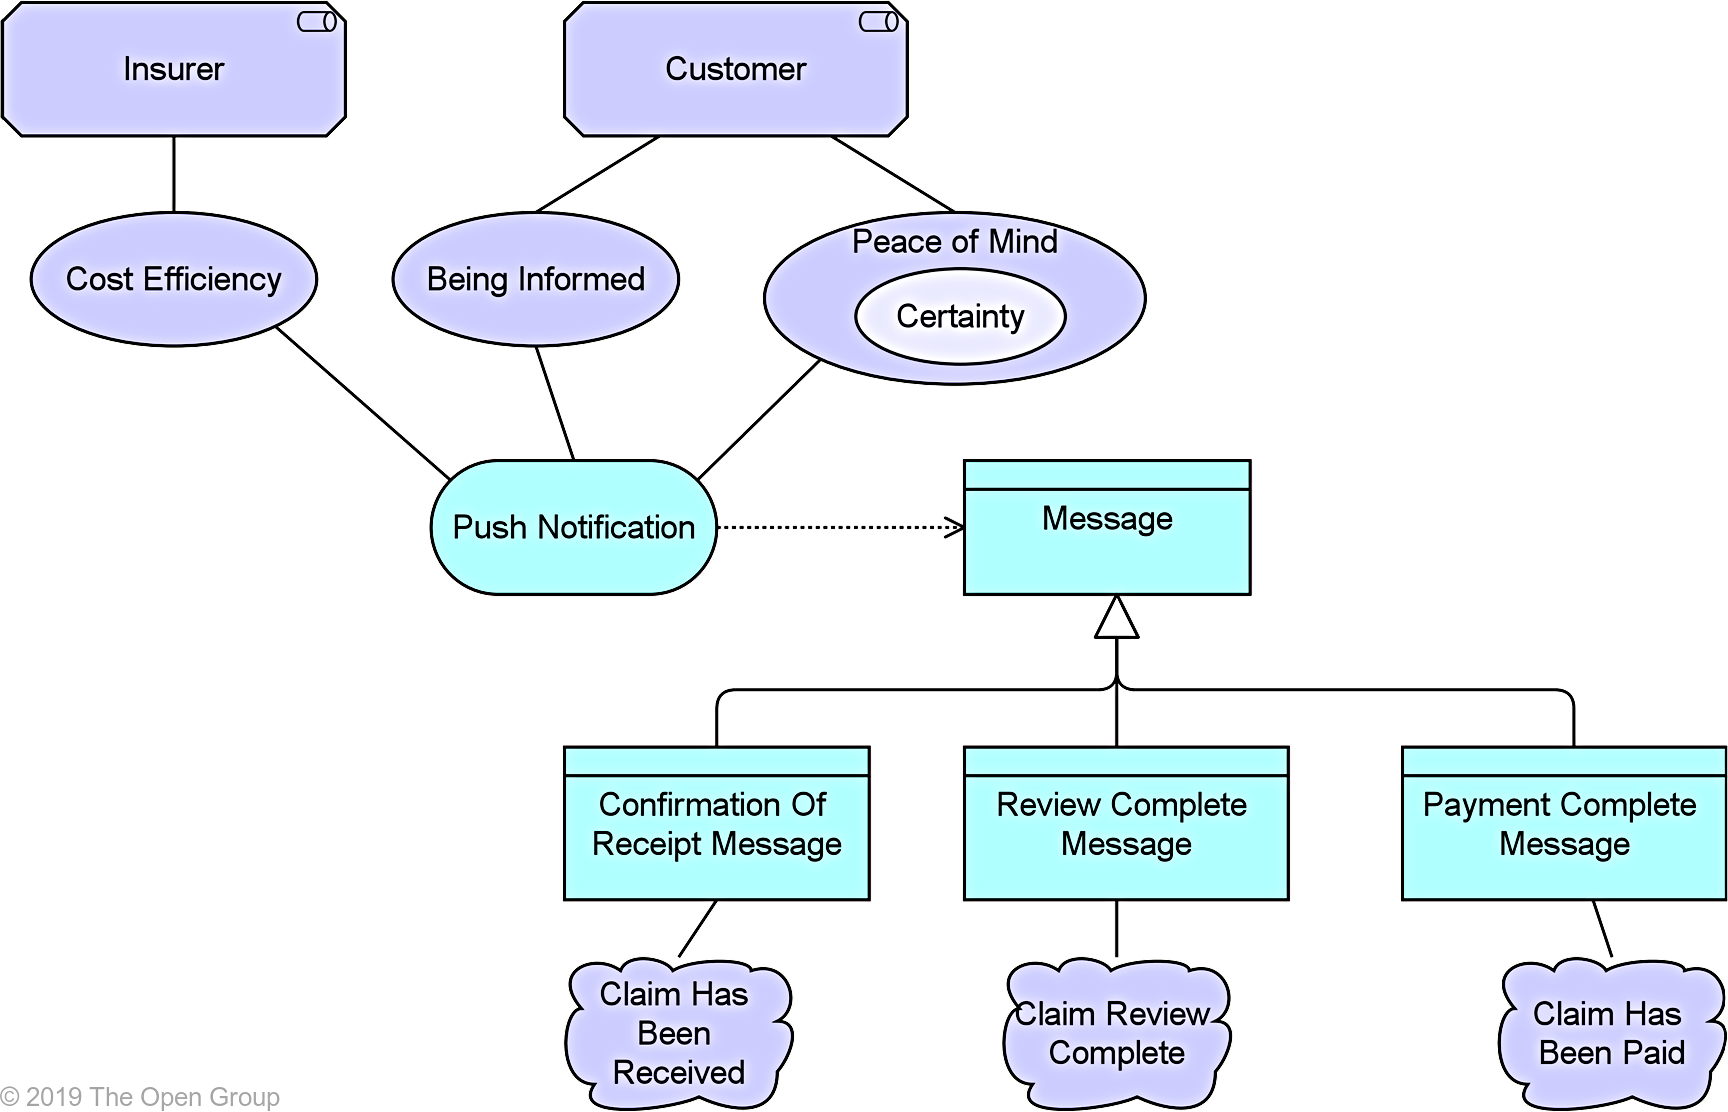 Insurer
Customer
Cost Efficiency
Being Informed
Peace of Mind
Certainty
Push Notification
Message
Confirmation Of
Receipt Message
Review Complete
Message
Payment Complete
Message
Claim Has
Been
Received
Claim Review
Complete
Claim Has
Been Paid
© 2019 The Open Group